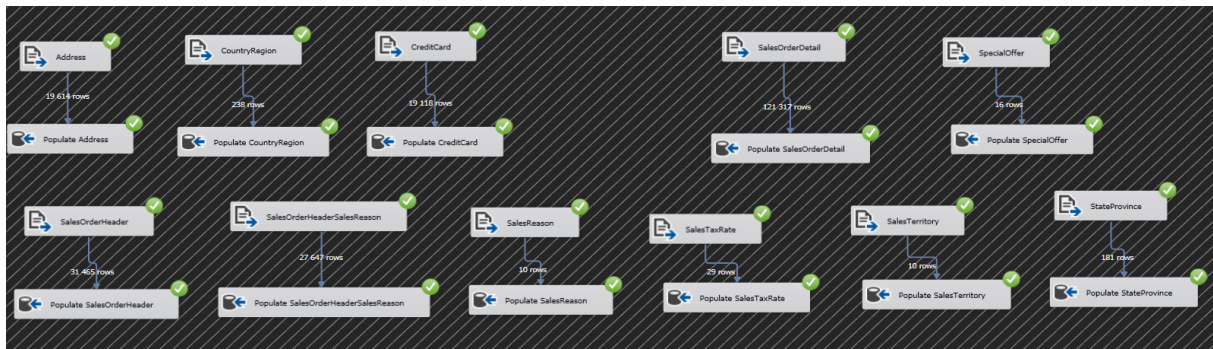 Address
CountryRegion
CreditCard
SalesOrderDetail
SpecialOffer
19 614 rows
238 rows
19 118 rows
121 317 rows
16 rows
Populate Address
Populate CountryRegion
Populate CreditCard
Populate SalesOrderDetail
Populate SpecialOffer
SalesOrderHeader
SalesOrderHeaderSalesReason
SalesReason
SalesTaxRate
SalesTerritory
StateProvince
31 465 rows
27 647 rows
10 rows
29 rows
10 rows
181 rows
Populate SalesOrderHeader
Populate SalesOrderHeaderSalesReason
Populate SalesReason
Populate SalesTaxRate
Populate SalesTerritory
Populate StateProvince